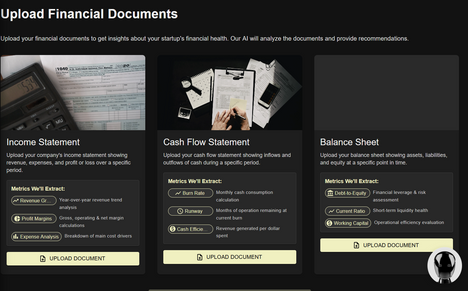 Upload Financial Documents
Upload your financial documents to get insights about your startup's financial health. Our AI will analyze the documents and provide recommendations.
Income Statement
Upload your company's income statement showing
revenue, expenses, and profit or loss over a specific
period.
Metrics We'll Extract:
Revenue Gr...
Year-over-year revenue trend
analysis
Profit Margins
Gross, operating & net margin
calculations
Expense Analysis
Breakdown of main cost drivers
UPLOAD DOCUMENT
Cash Flow Statement
Upload your cash flow statement showing inflows and
outflows of cash during a specific period.
Metrics We'll Extract:
Burn Rate
Monthly cash consumption
calculation
Runway
Months of operation remaining at
current burn
Cash Efficie...
Revenue generated per dollar
spent
UPLOAD DOCUMENT
Balance Sheet
Upload your balance sheet showing assets, liabilities,
and equity at a specific point in time.
Metrics We'll Extract:
Debt-to-Equity
Financial leverage & risk
assessment
Current Ratio
Short-term liquidity health
Working Capital
Operational efficiency evaluation
UPLOAD DOCUMENT